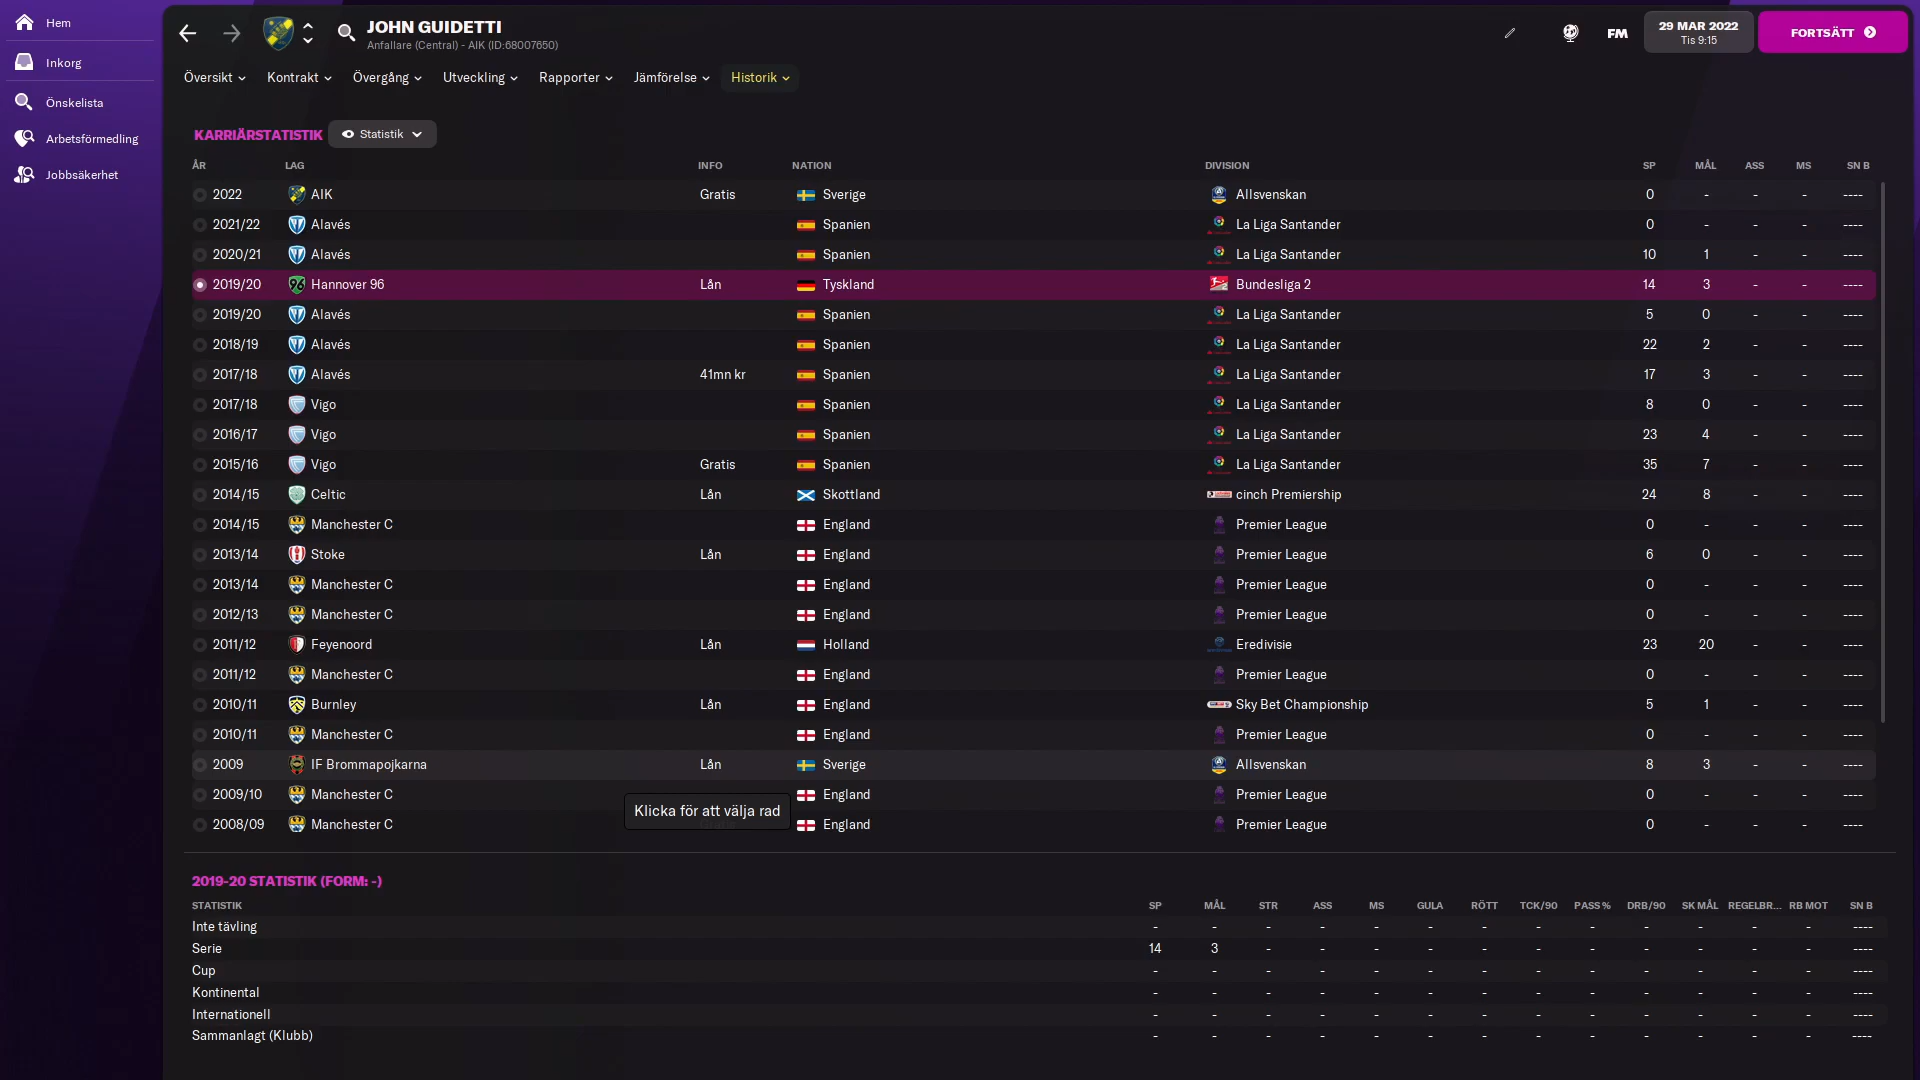 Hem
Inkorg
Önskelista
Arbetsförmedling
Jobbsäkerhet
JOHN GUIDETTI
Anfallare (Central) - AIK (ID:68007650)
FM
29 MAR 2022
Tis 9:15
FORTSÄTT
Översikt Kontrakt Övergång Utveckling Rapporter Jämförelse Historik
KARRIÄRSTATISTIK Statistik
ÅR LAG INFO NATION DIVISION SP MÅL ASS MS SN B
2022 AIK Gratis Sverige Allsvenskan 0 - - - ----
2021/22 Alavés Spanien La Liga Santander 0 - - - ----
2020/21 Alavés Spanien La Liga Santander 10 1 - - ----
2019/20 Hannover 96 Lån Tyskland Bundesliga 2 14 3 - - ----
2019/20 Alavés Spanien La Liga Santander 5 0 - - ----
2018/19 Alavés Spanien La Liga Santander 22 2 - - ----
2017/18 Alavés 41mn kr Spanien La Liga Santander 17 3 - - ----
2017/18 Vigo Spanien La Liga Santander 8 0 - - ----
2016/17 Vigo Spanien La Liga Santander 23 4 - - ----
2015/16 Vigo Gratis Spanien La Liga Santander 35 7 - - ----
2014/15 Celtic Lån Skottland cinch Premiership 24 8 - - ----
2014/15 Manchester C England Premier League 0 - - - ----
2013/14 Stoke Lån England Premier League 6 0 - - ----
2013/14 Manchester C England Premier League 0 - - - ----
2012/13 Manchester C England Premier League 0 - - - ----
2011/12 Feyenoord Lån Holland Eredivisie 23 20 - - ----
2011/12 Manchester C England Premier League 0 - - - ----
2010/11 Burnley Lån England Sky Bet Championship 5 1 - - ----
2010/11 Manchester C England Premier League 0 - - - ----
2009 IF Brommapojkarna Lån Sverige Allsvenskan 8 3 - - ----
2009/10 Manchester C England Premier League 0 - - - ----
Klicka för att välja rad
2008/09 Manchester C England Premier League 0 - - - ----
2019-20 STATISTIK (FORM: -)
STATISTIK SP MÅL STR ASS MS GULA RÖTT TCK/90 PASS % DRB/90 SK MÅL REGELBR... RB MOT SN B
Inte tävling - - - - - - - - - - - - - ----
Serie 14 3 - - - - - - - - - - - ----
Cup - - - - - - - - - - - - - ----
Kontinental - - - - - - - - - - - - - ----
Internationell - - - - - - - - - - - - - ----
Sammanlagt (Klubb) - - - - - - - - - - - - - ----